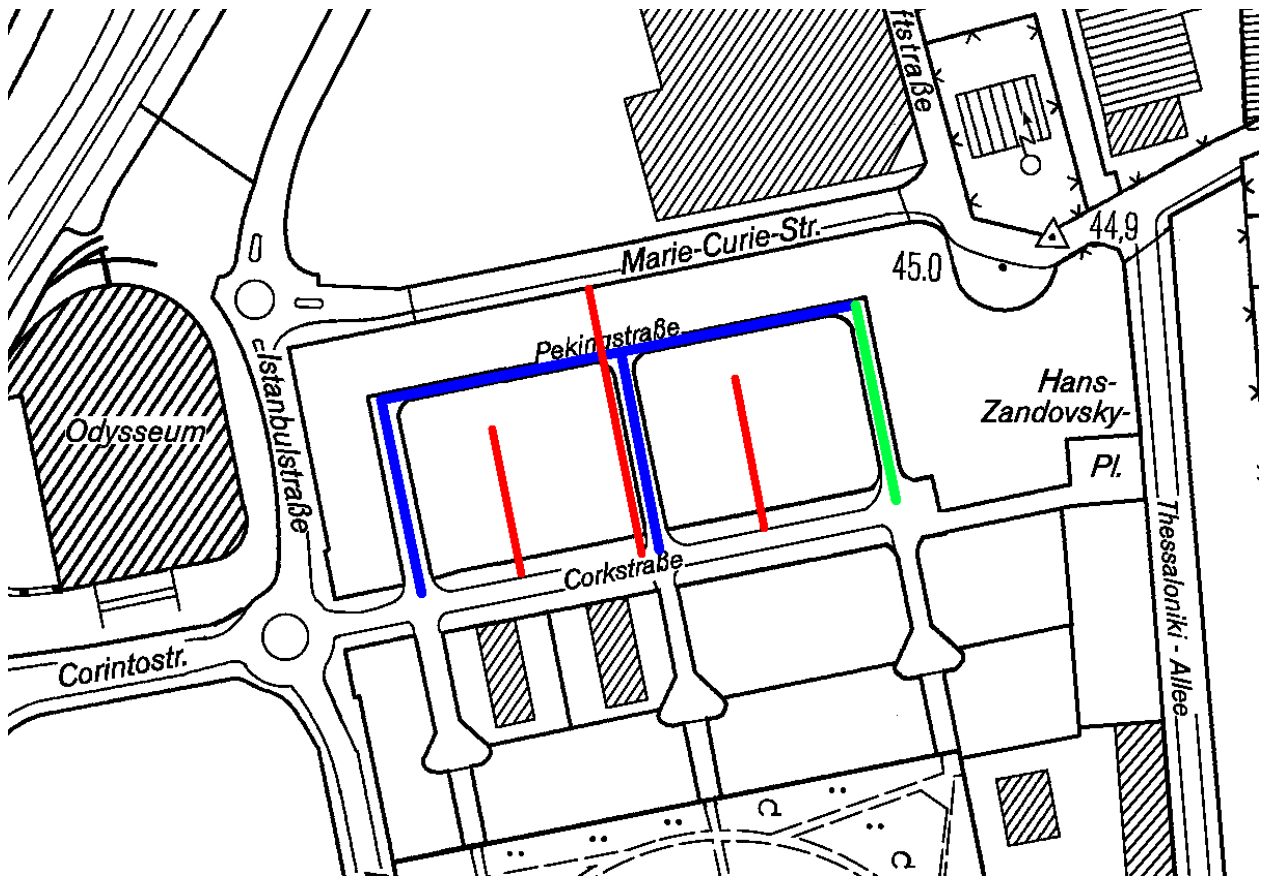 ftstraße
Marie-Curie-Str.
44,9
45.0
Pekingstraße
Istanbulstraße
Odysseum
Hans-
Zandovsky-
Pl.
Corkstraße
Corintostr.
Thessaloniki - Allee